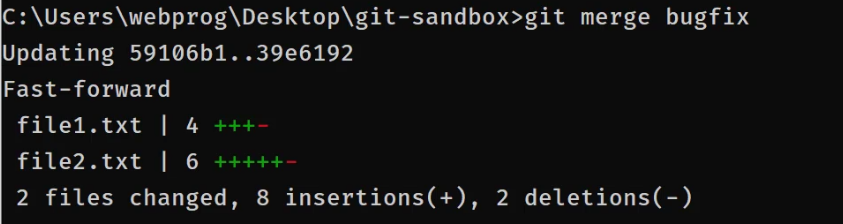 C:\Users\webprog\Desktop\git-sandbox>git merge bugfix
Updating 59106b1..39e6192
Fast-forward
 file1.txt | 4 +++-
 file2.txt | 6 +++++-
 2 files changed, 8 insertions(+), 2 deletions(-)